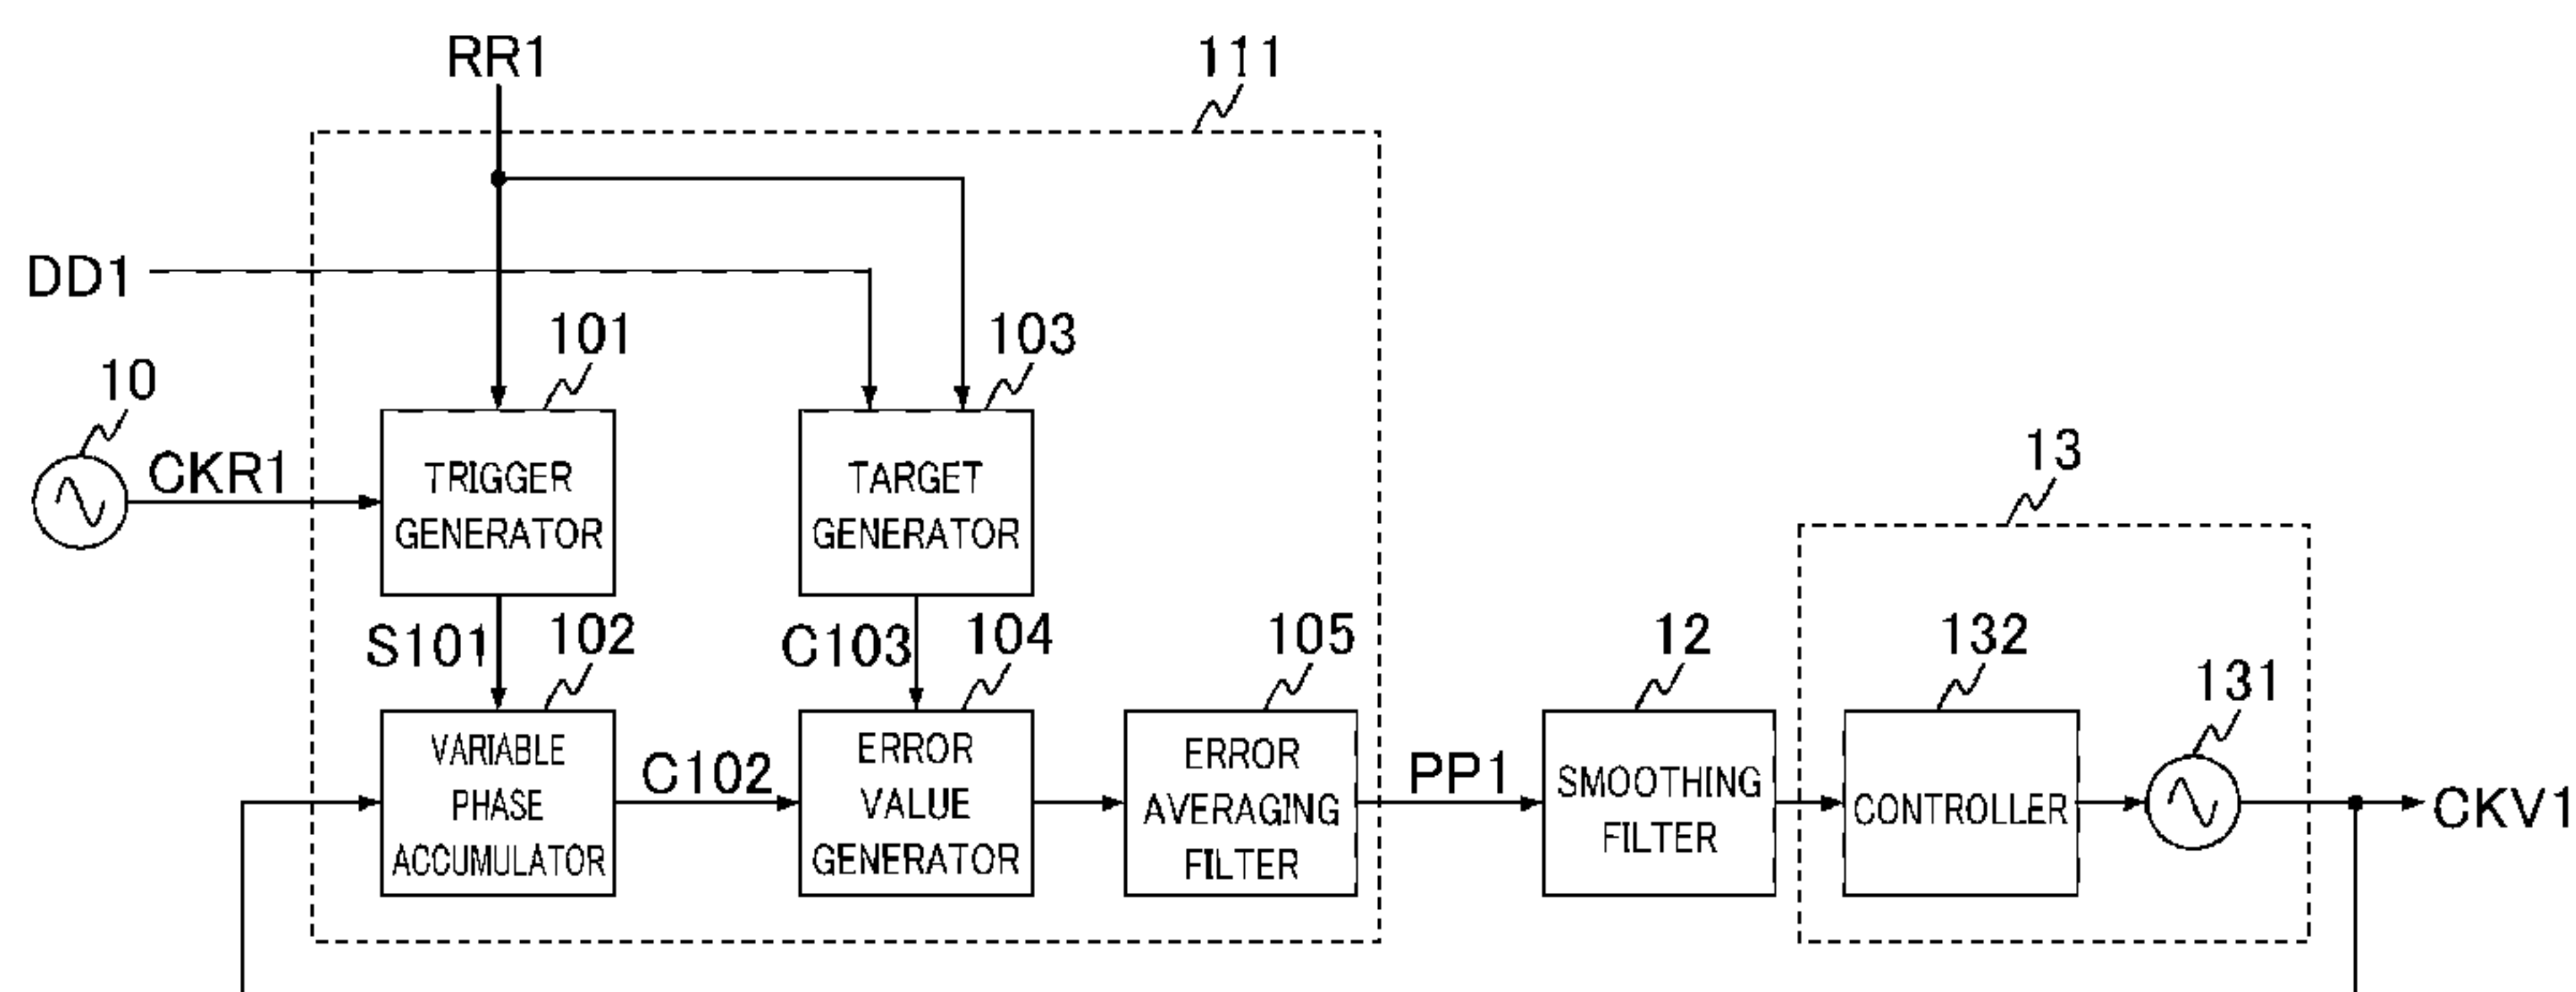 RR1
111
DD1
101
103
10
CKR1
TRIGGER
GENERATOR
TARGET
GENERATOR
13
S101
102
C103
104
105
12
132
131
VARIABLE
PHASE
ACCUMULATOR
C102
ERROR
VALUE
GENERATOR
ERROR
AVERAGING
FILTER
PP1
SMOOTHING
FILTER
CONTROLLER
CKV1